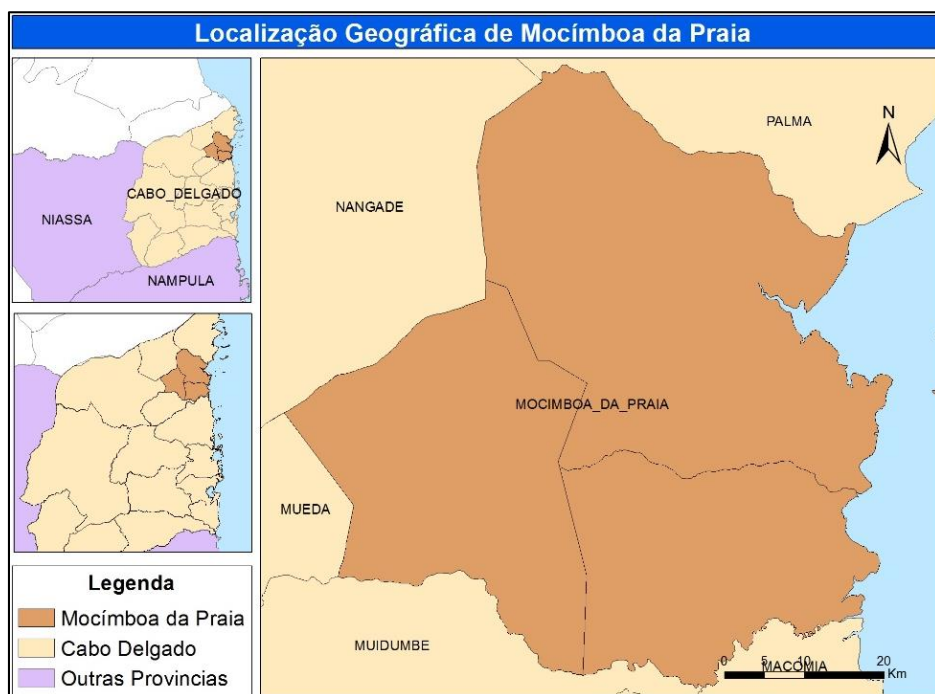 Localização Geográfica de Mocímboa da Praia
CABO_DELGADO
NIASSA
NAMPULA
Legenda
Mocímboa da Praia
Cabo Delgado
Outras Provincias
PALMA
N
NANGADE
MOCIMBOA_DA_PRAIA
MUEDA
MUIDUMBE
MACOMIA
0 5 10 20
Km